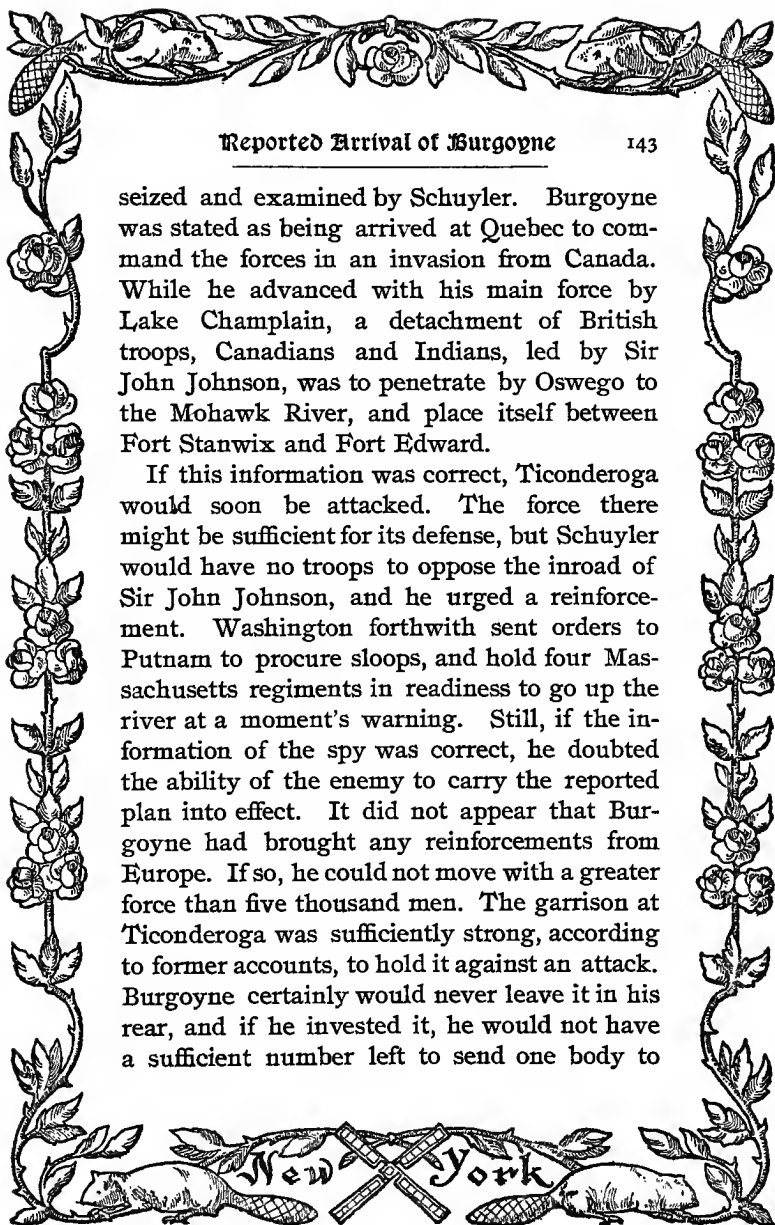 Reported Arrival of Burgoyne 143
seized and examined by Schuyler. Burgoyne
was stated as being arrived at Quebec to com-
mand the forces in an invasion from Canada.
While he advanced with his main force by
Lake Champlain, a detachment of British
troops, Canadians and Indians, led by Sir
John Johnson, was to penetrate by Oswego to
the Mohawk River, and place itself between
Fort Stanwix and Fort Edward.
If this information was correct, Ticonderoga
would soon be attacked. The force there
might be sufficient for its defense, but Schuyler
would have no troops to oppose the inroad of
Sir John Johnson, and he urged a reinforce-
ment. Washington forthwith sent orders to
Putnam to procure sloops, and hold four Mas-
sachusetts regiments in readiness to go up the
river at a moment's warning. Still, if the in-
formation of the spy was correct, he doubted
the ability of the enemy to carry the reported
plan into effect. It did not appear that Bur-
goyne had brought any reinforcements from
Europe. If so, he could not move with a greater
force than five thousand men. The garrison at
Ticonderoga was sufficiently strong, according
to former accounts, to hold it against an attack.
Burgoyne certainly would never leave it in his
rear, and if he invested it, he would not have
a sufficient number left to send one body to
New York